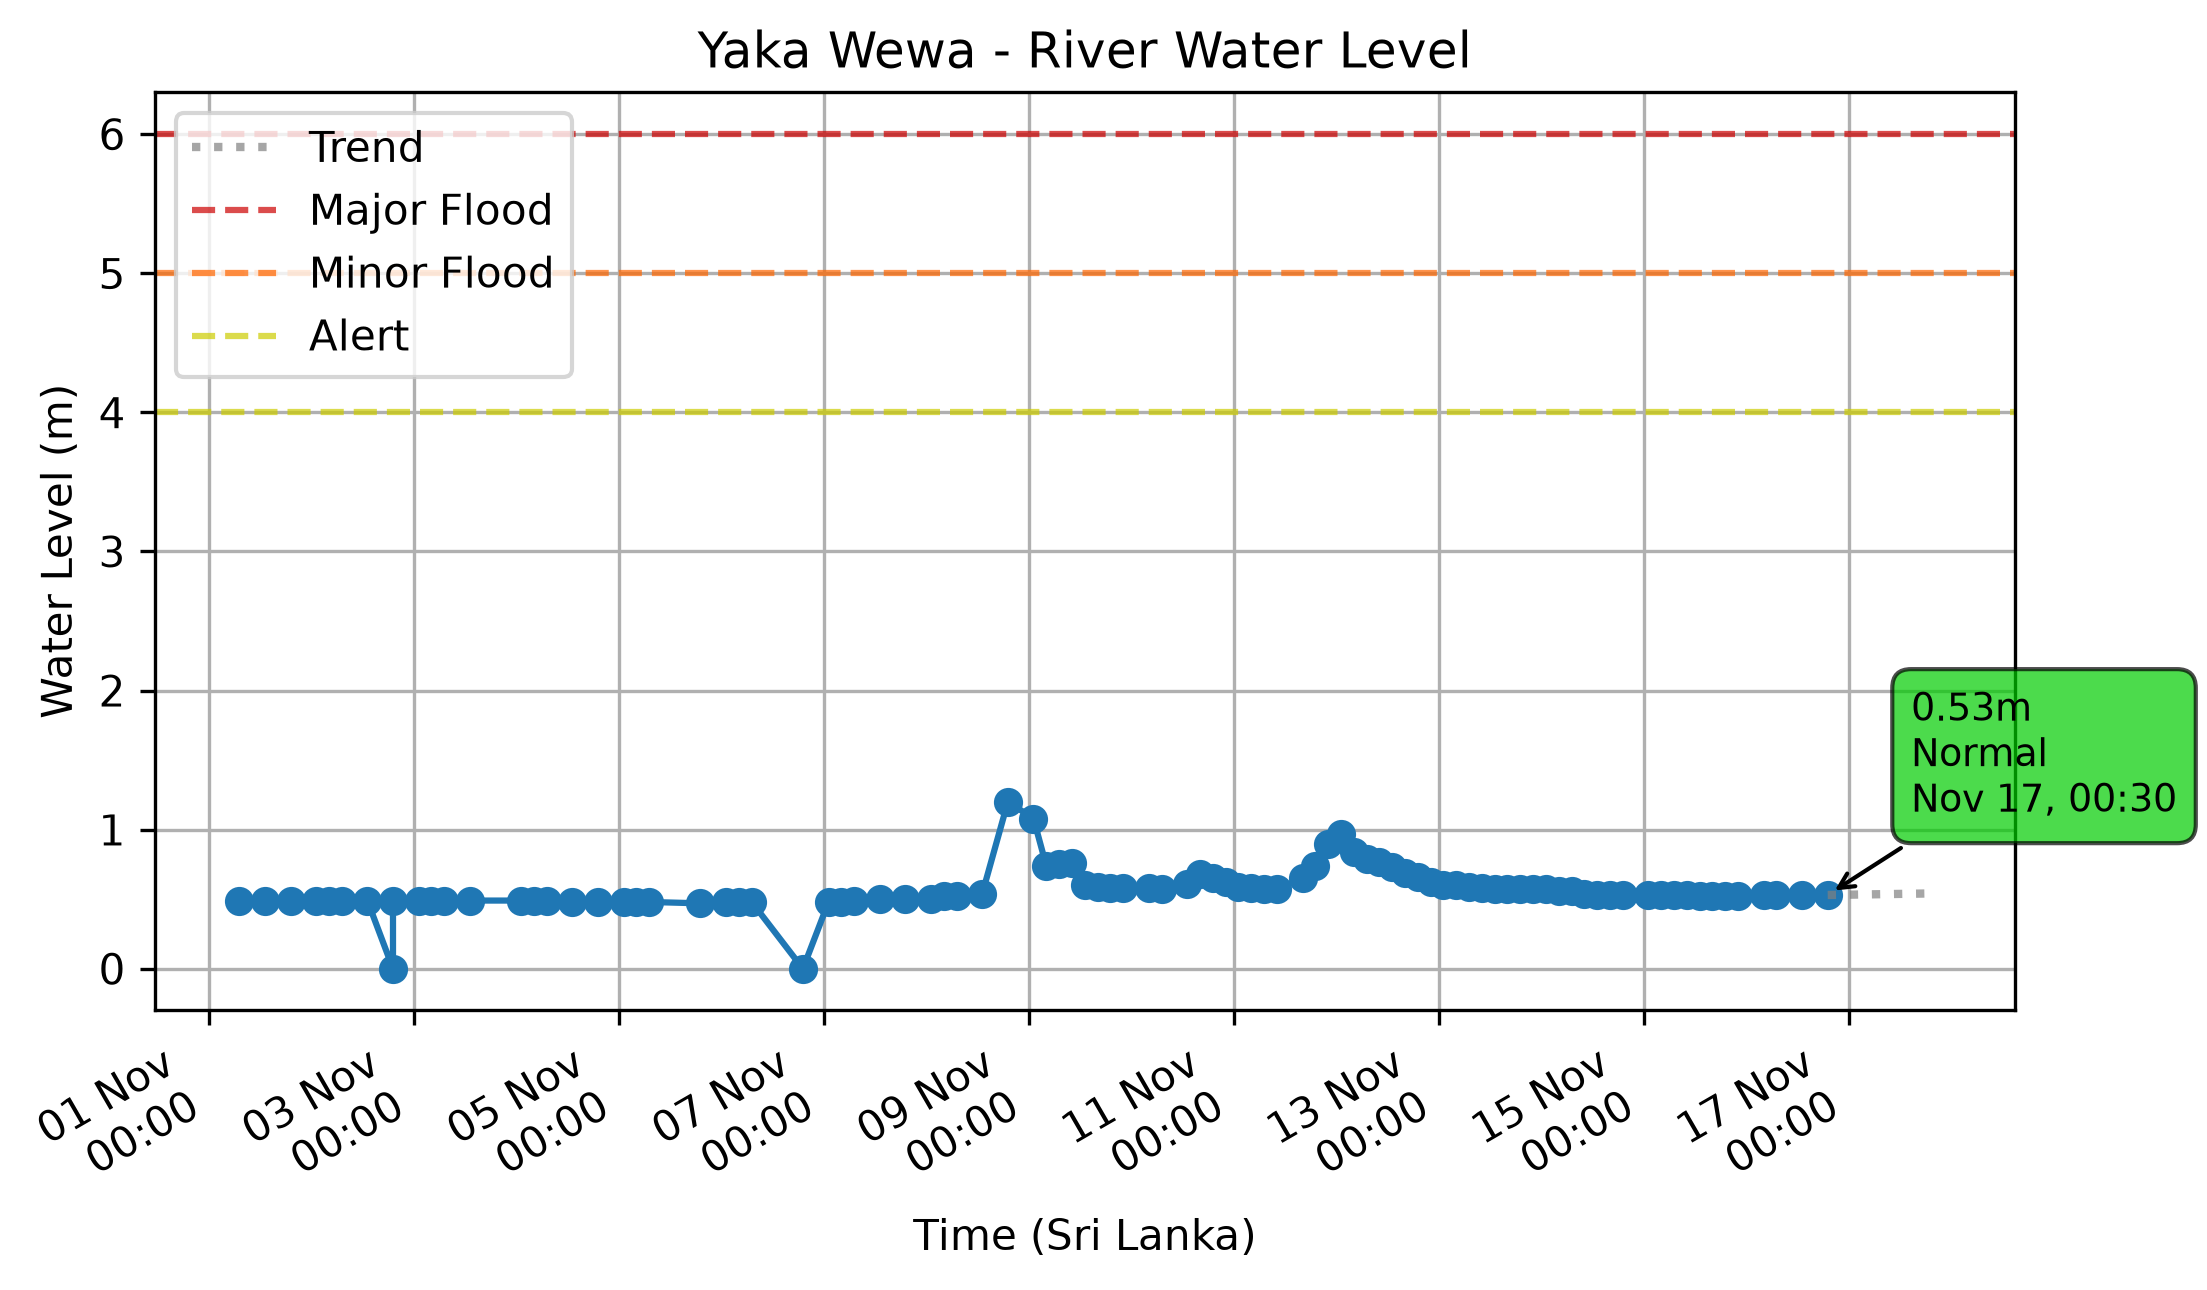 Yaka Wewa - River Water Level
Trend
Major Flood
Minor Flood
Alert
6
5
4
3
2
1
0
Water Level (m)
0.53m
Normal
Nov 17, 00:30
01 Nov
00:00
03 Nov
00:00
05 Nov
00:00
07 Nov
00:00
09 Nov
00:00
11 Nov
00:00
13 Nov
00:00
15 Nov
00:00
17 Nov
00:00
Time (Sri Lanka)